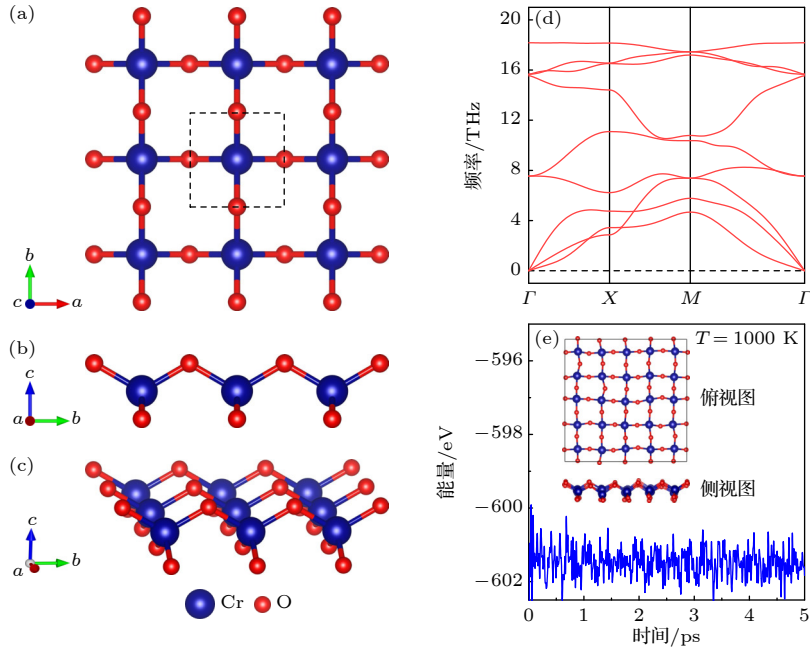 (a)
b
c
a
(b)
c
a
b
(c)
c
a
b
Cr
O
(d)
20
16
12
8
4
0
频率/THz
Γ
X
M
Γ
(e)
T = 1000 K
俯视图
侧视图
−596
−598
−600
−602
能量/eV
0
1
2
3
4
5
时间/ps